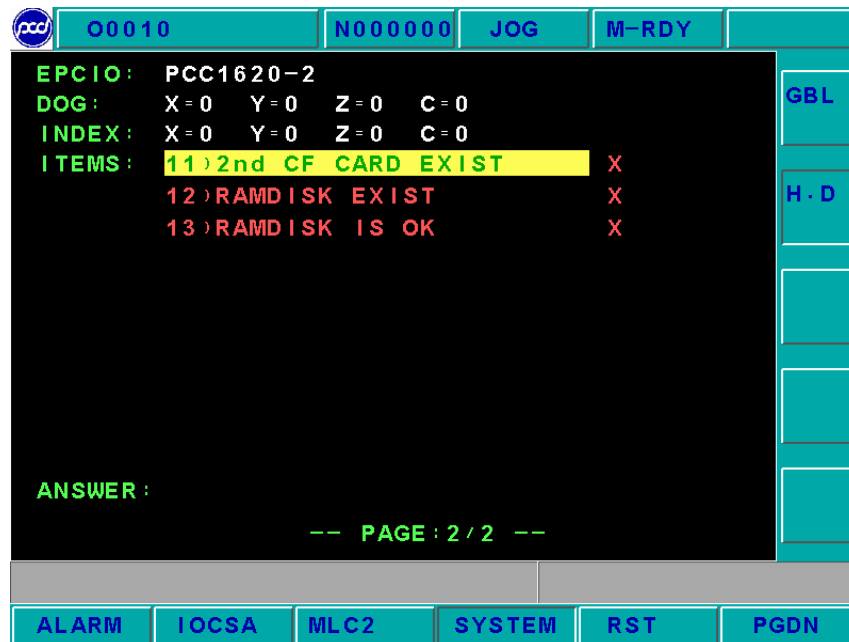 pcd O0010 N000000 JOG M-RDY
EPCIO: PCC1620-2
DOG: X=0 Y=0 Z=0 C=0
INDEX: X=0 Y=0 Z=0 C=0
ITEMS: 11)2nd CF CARD EXIST X
12)RAMDISK EXIST X
13)RAMDISK IS OK X
ANSWER:
-- PAGE:2/2 --
GBL
H.D
ALARM IOCSA MLC2 SYSTEM RST PGDN